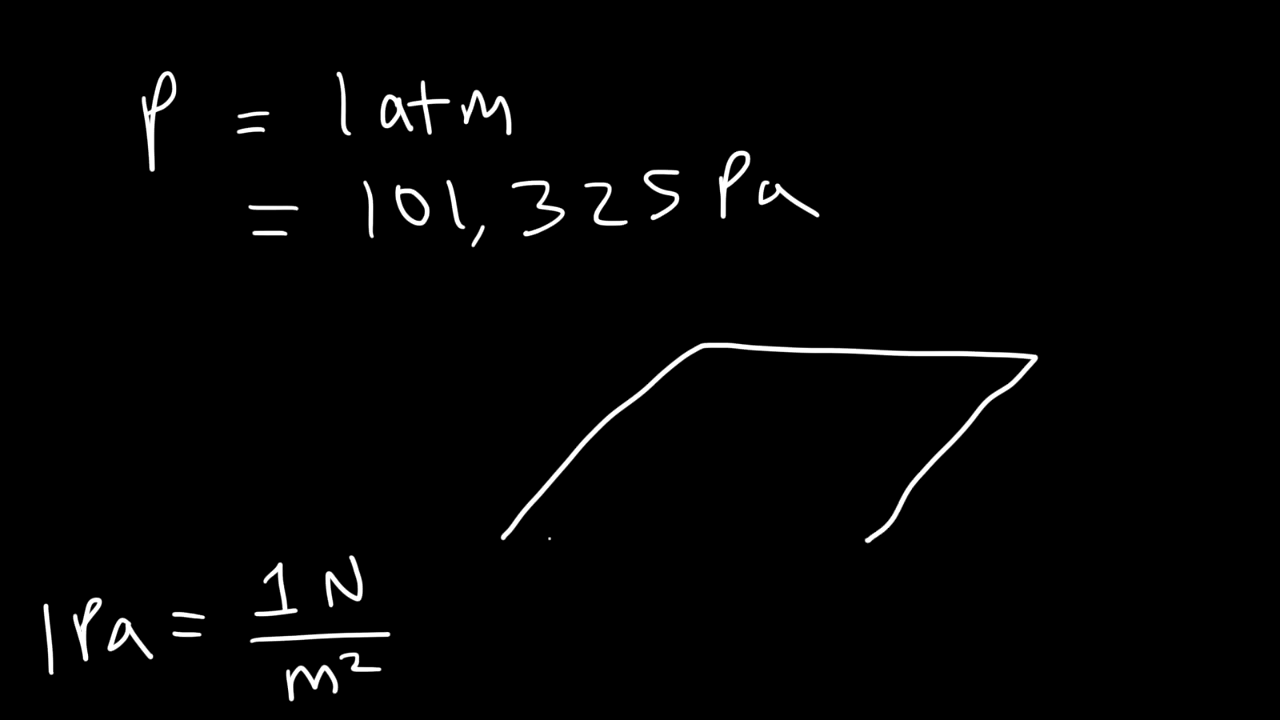 P = 1 atm
= 101,325 Pa
1 Pa = 1 N
m²